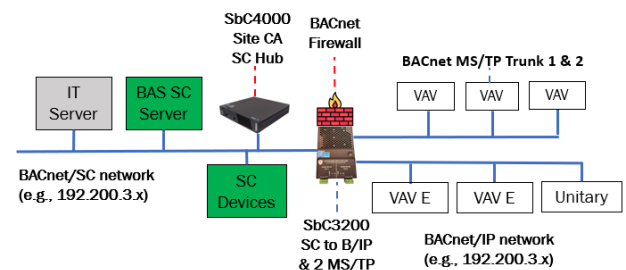 SbC4000
Site CA
SC Hub
BACnet
Firewall
BACnet MS/TP Trunk 1 & 2
IT
Server
BAS SC
Server
VAV
VAV
VAV
BACnet/SC network
(e.g., 192.200.3.x)
SC
Devices
VAV E
VAV E
Unitary
SbC3200
SC to B/IP
& 2 MS/TP
BACnet/IP network
(e.g., 192.200.3.x)